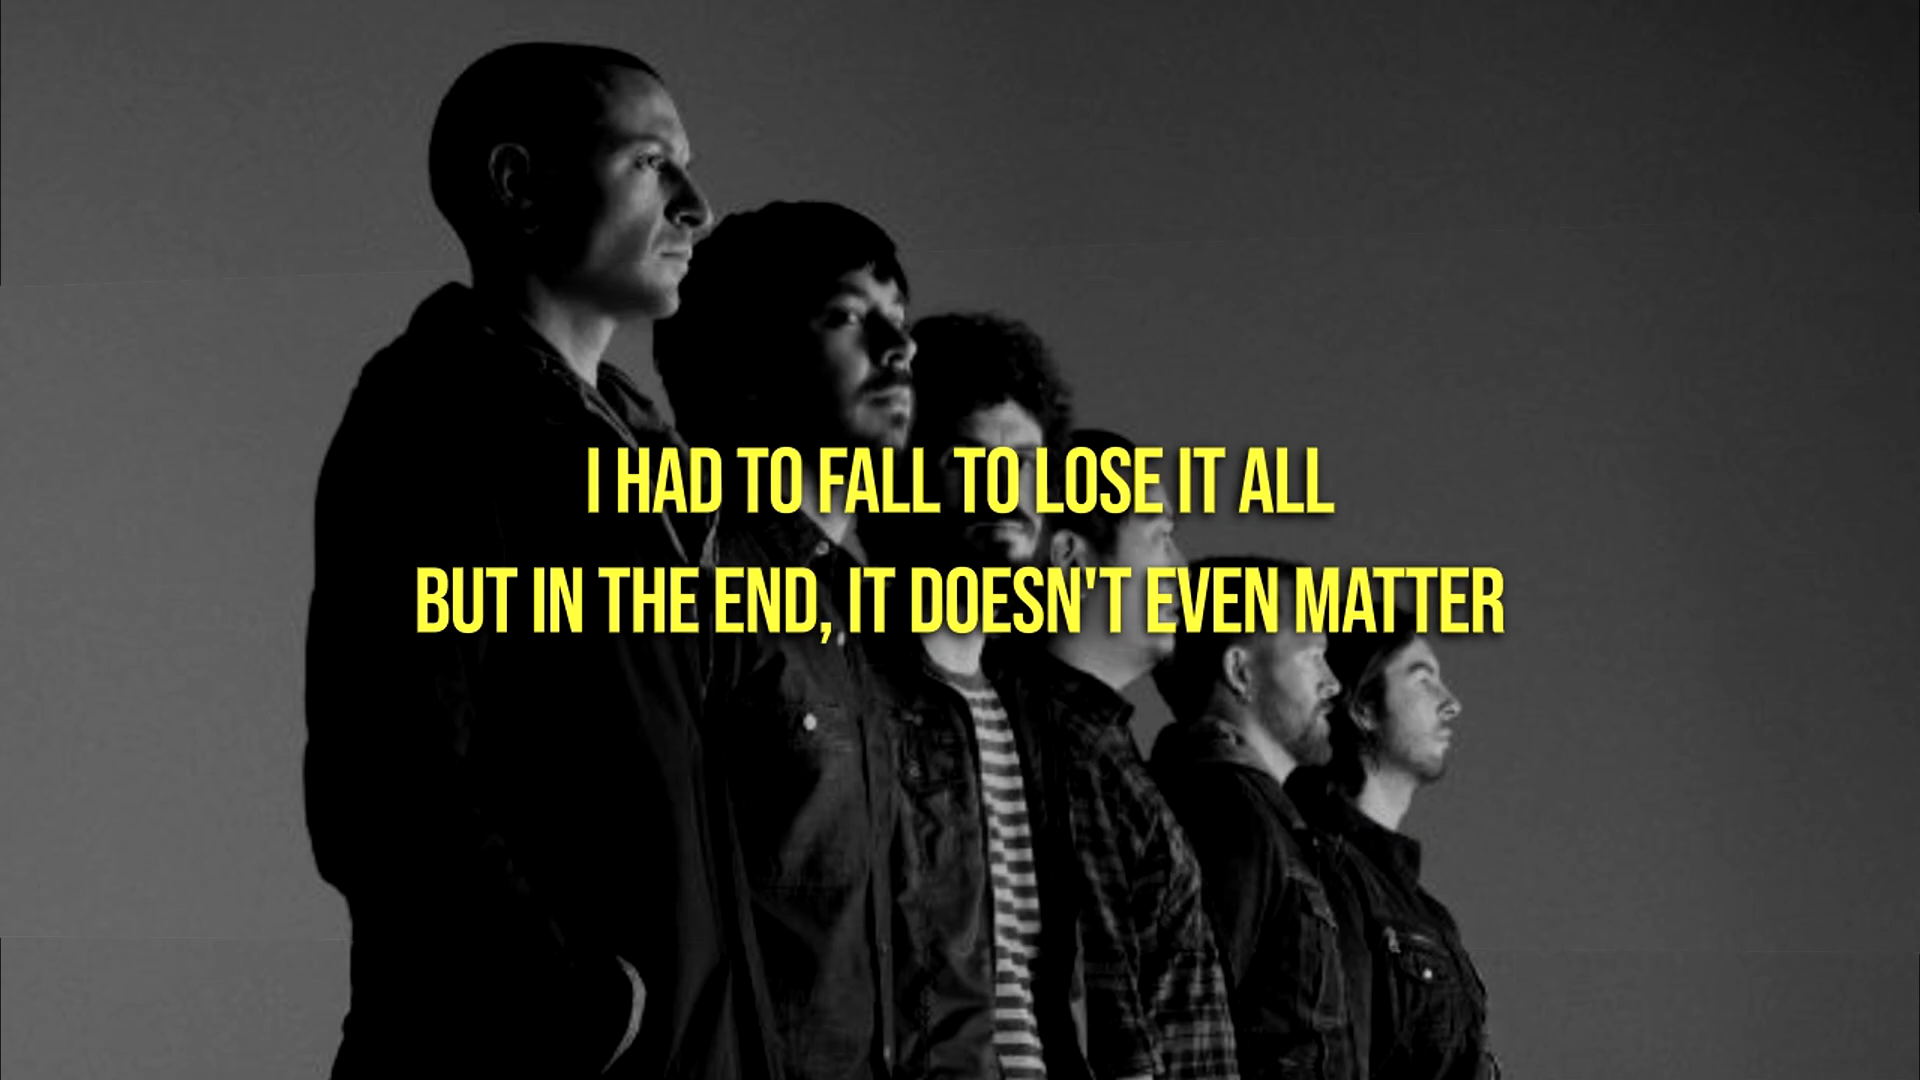 I HAD TO FALL TO LOSE IT ALL
BUT IN THE END, IT DOESN'T EVEN MATTER